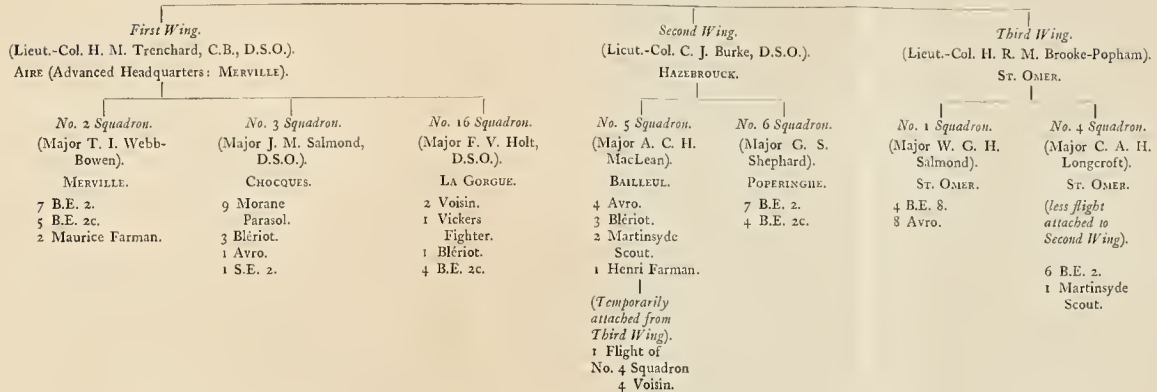 First Wing.
(Lieut.-Col. H. M. Trenchard, C.B., D.S.O.).
AIRE (Advanced Headquarters: MERVILLE).
No. 2 Squadron.
(Major T. I. Webb-
Bowen).
MERVILLE.
7 B.E. 2.
5 B.E. 2c.
2 Maurice Farman.
No. 3 Squadron.
(Major J. M. Salmond,
D.S.O.).
CHOCQUES.
9 Morane
Parasol.
3 Blériot.
1 Avro.
1 S.E. 2.
No. 16 Squadron.
(Major F. V. Holt,
D.S.O.).
LA GORGUE.
2 Voisin.
1 Vickers
Fighter.
1 Blériot.
4 B.E. 2c.
Second Wing.
(Lieut.-Col. C. J. Burke, D.S.O.).
HAZEBROUCK.
No. 5 Squadron.
(Major A. C. H.
MacLean).
BAILLEUL.
4 Avro.
3 Blériot.
2 Martinsyde
Scout.
1 Henri Farman.
(Temporarily
attached from
Third Wing).
1 Flight of
No. 4 Squadron
4 Voisin.
No. 6 Squadron.
(Major G. S.
Shephard).
POPERINGHE.
7 B.E. 2.
4 B.E. 2c.
Third Wing.
(Lieut.-Col. H. R. M. Brooke-Popham).
ST. OMER.
No. 1 Squadron.
(Major W. G. H.
Salmond).
ST. OMER.
4 B.E. 8.
8 Avro.
No. 4 Squadron.
(Major C. A. H.
Longcroft).
ST. OMER.
(less flight
attached to
Second Wing).
6 B.E. 2.
1 Martinsyde
Scout.